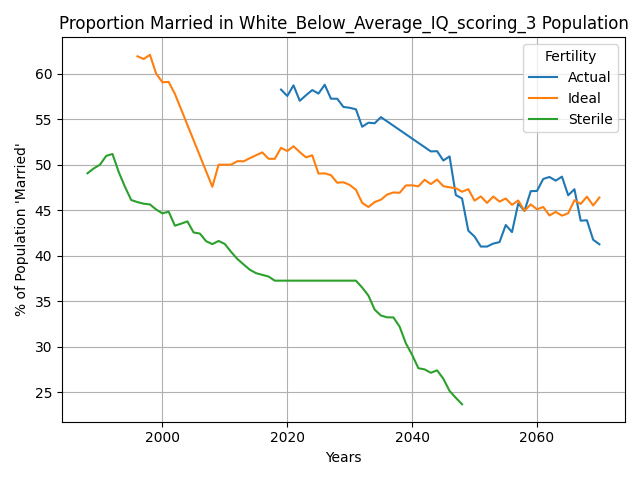 Proportion Married in White_Below_Average_IQ_scoring_3 Population
% of Population 'Married'
60
55
50
45
40
35
30
25
Fertility
Actual
Ideal
Sterile
2000 2020 2040 2060
Years